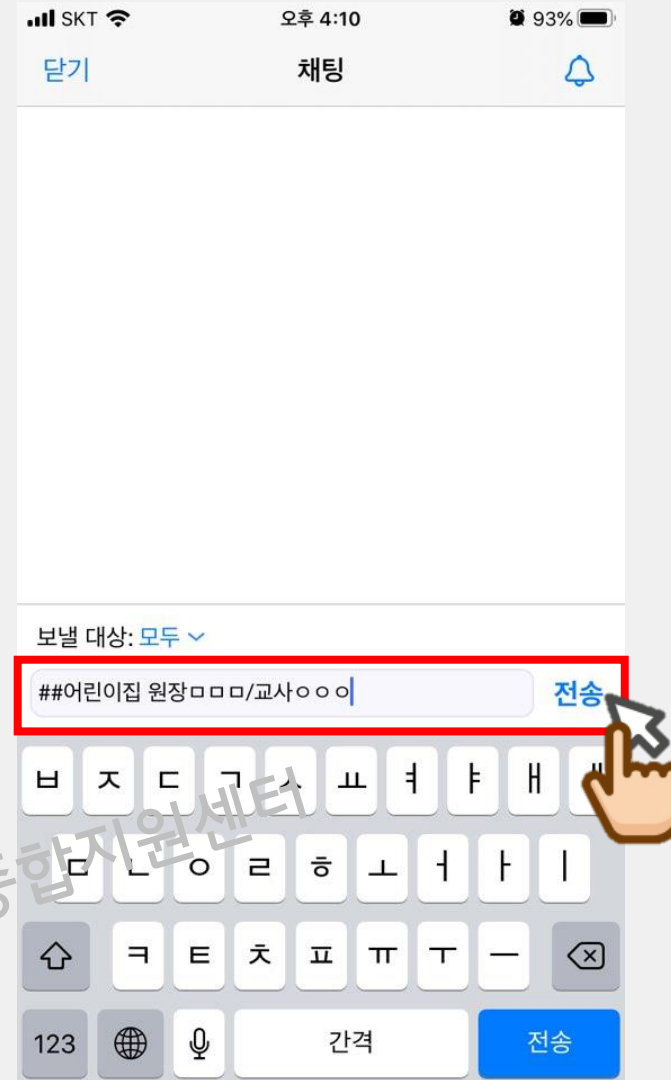 SKT 오후 4:10 93%
닫기 채팅
보낼 대상: 모두
##어린이집 원장ㅁㅁㅁ/교사ㅇㅇㅇ 전송
ㅂ ㅈ ㄷ ㄱ ㅅ ㅛ ㅕ ㅑ ㅐ ㅔ
ㅁ ㄴ ㅇ ㄹ ㅎ ㅗ ㅓ ㅏ ㅣ
ㅋ ㅌ ㅊ ㅍ ㅠ ㅜ ㅡ
123 간격 전송
종합지원센터